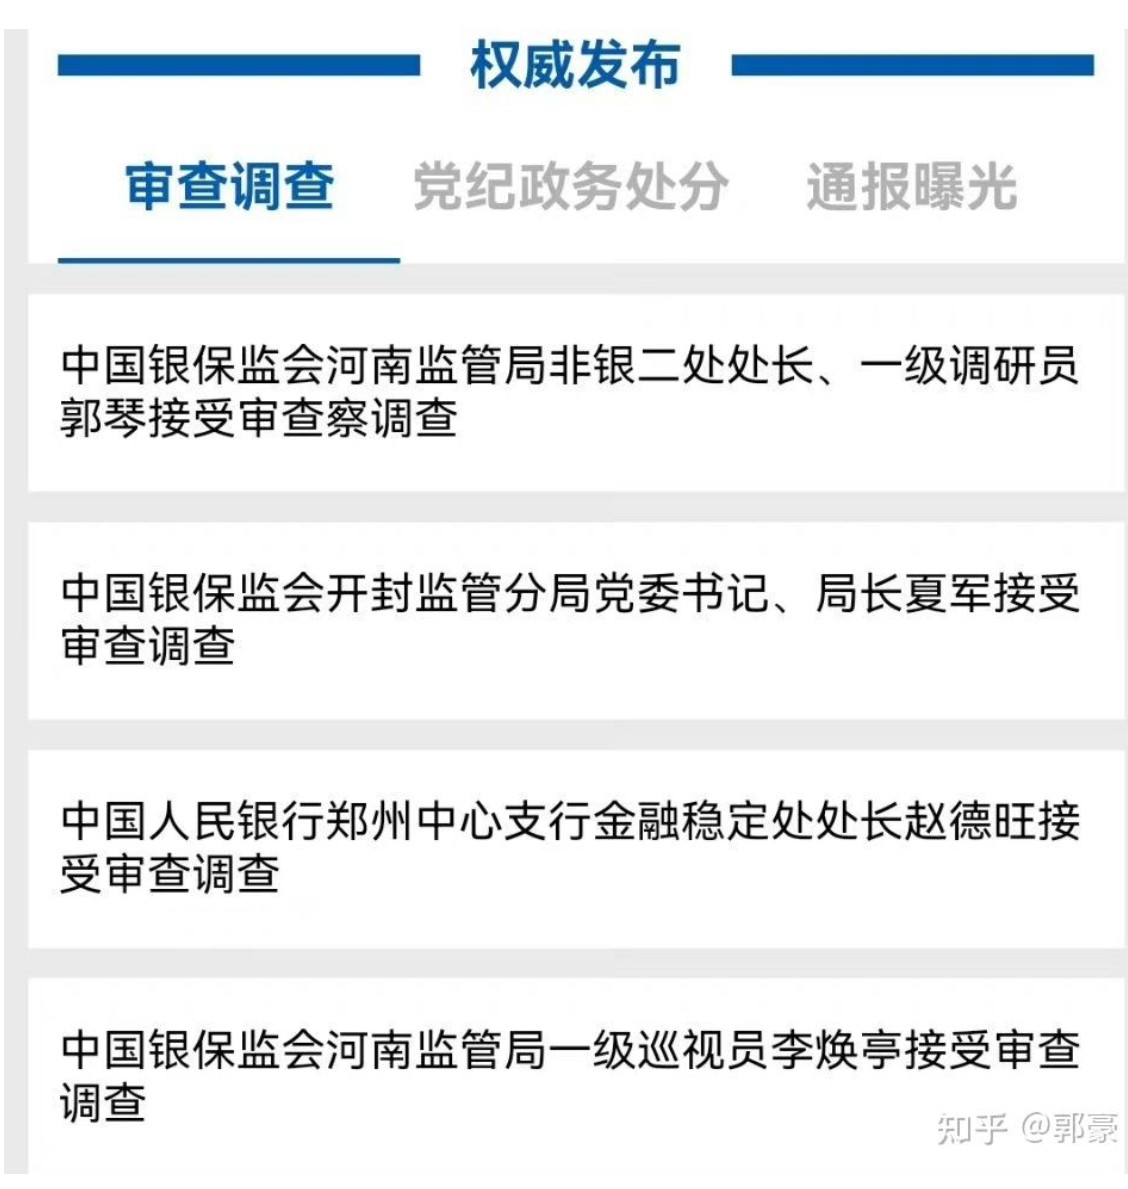 权威发布
审查调查 党纪政务处分 通报曝光
中国银保监会河南监管局非银二处处长、一级调研员
郭琴接受审查察调查
中国银保监会开封监管分局党委书记、局长夏军接受
审查调查
中国人民银行郑州中心支行金融稳定处处长赵德旺接
受审查调查
中国银保监会河南监管局一级巡视员李焕亭接受审查
调查
知乎 @郭豪